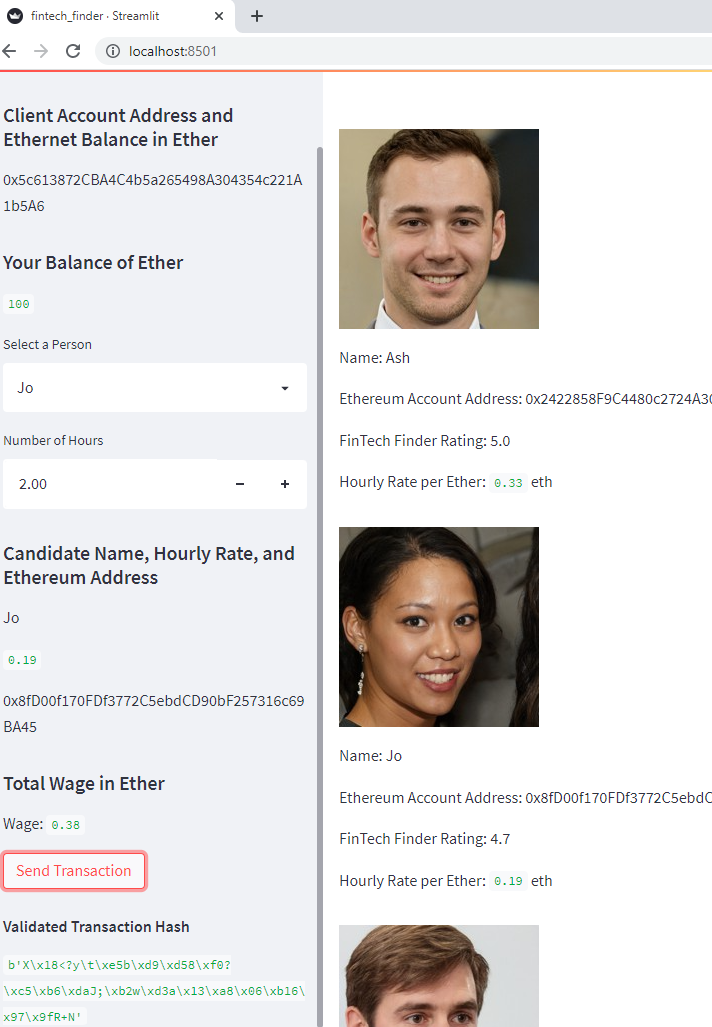 fintech_finder · Streamlit
localhost:8501
Client Account Address and
Ethernet Balance in Ether
0x5c613872CBA4C4b5a265498A304354c221A
1b5A6
Your Balance of Ether
100
Select a Person
Jo
Number of Hours
2.00
Candidate Name, Hourly Rate, and
Ethereum Address
Jo
0.19
0x8fD00f170FDf3772C5ebdCD90bF257316c69
BA45
Total Wage in Ether
Wage: 0.38
Send Transaction
Validated Transaction Hash
b'X\x18<?y\t\xe5b\xd9\xd58\xf0?
\xc5\xb6\xdaJ;\xb2w\xd3a\x13\xa8\x06\xb16\
x97\x9fR+N'
Name: Ash
Ethereum Account Address: 0x2422858F9C4480c2724A30
FinTech Finder Rating: 5.0
Hourly Rate per Ether: 0.33 eth
Name: Jo
Ethereum Account Address: 0x8fD00f170FDf3772C5ebdC
FinTech Finder Rating: 4.7
Hourly Rate per Ether: 0.19 eth